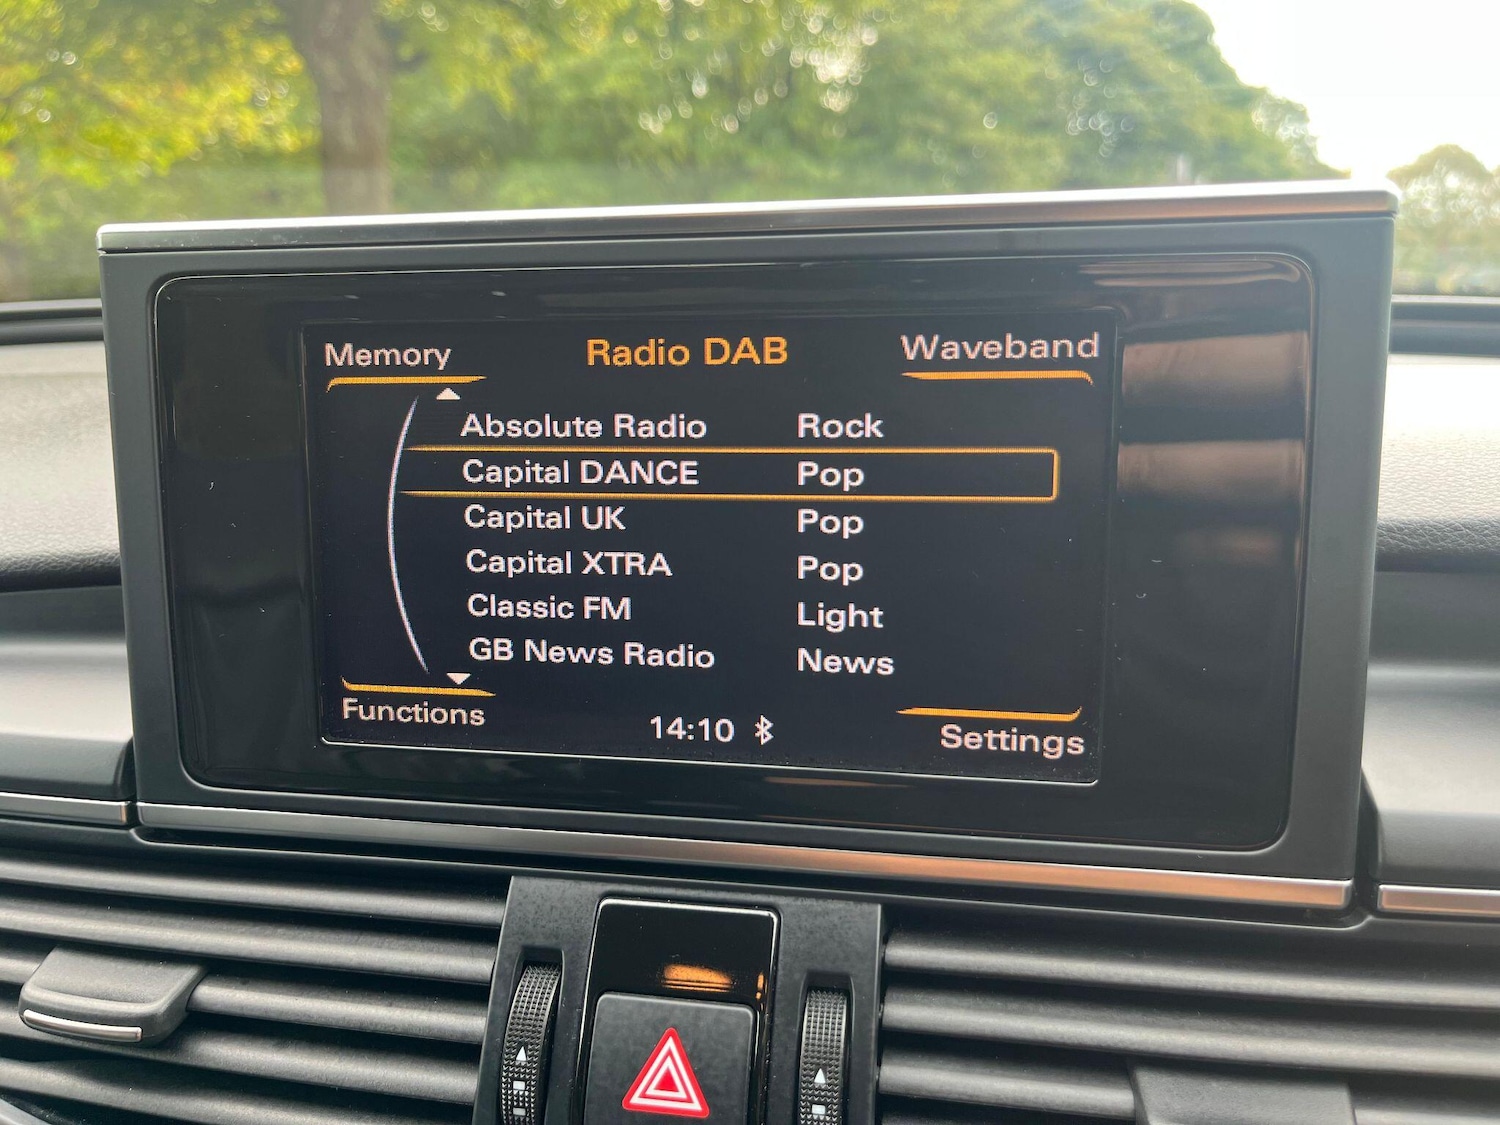 Memory Radio DAB Waveband
Absolute Radio Rock
Capital DANCE Pop
Capital UK Pop
Capital XTRA Pop
Classic FM Light
GB News Radio News
Functions 14:10 Settings